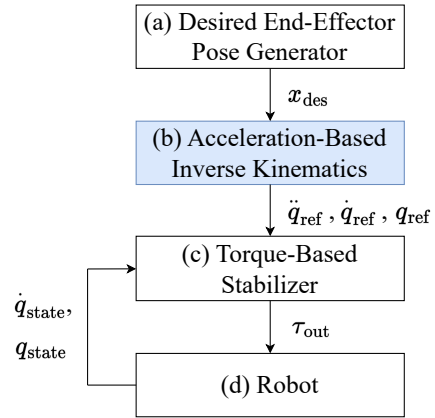 (a) Desired End-Effector
Pose Generator
x_des
(b) Acceleration-Based
Inverse Kinematics
q̈_ref , q̇_ref , q_ref
(c) Torque-Based
Stabilizer
q̇_state,
q_state
τ_out
(d) Robot